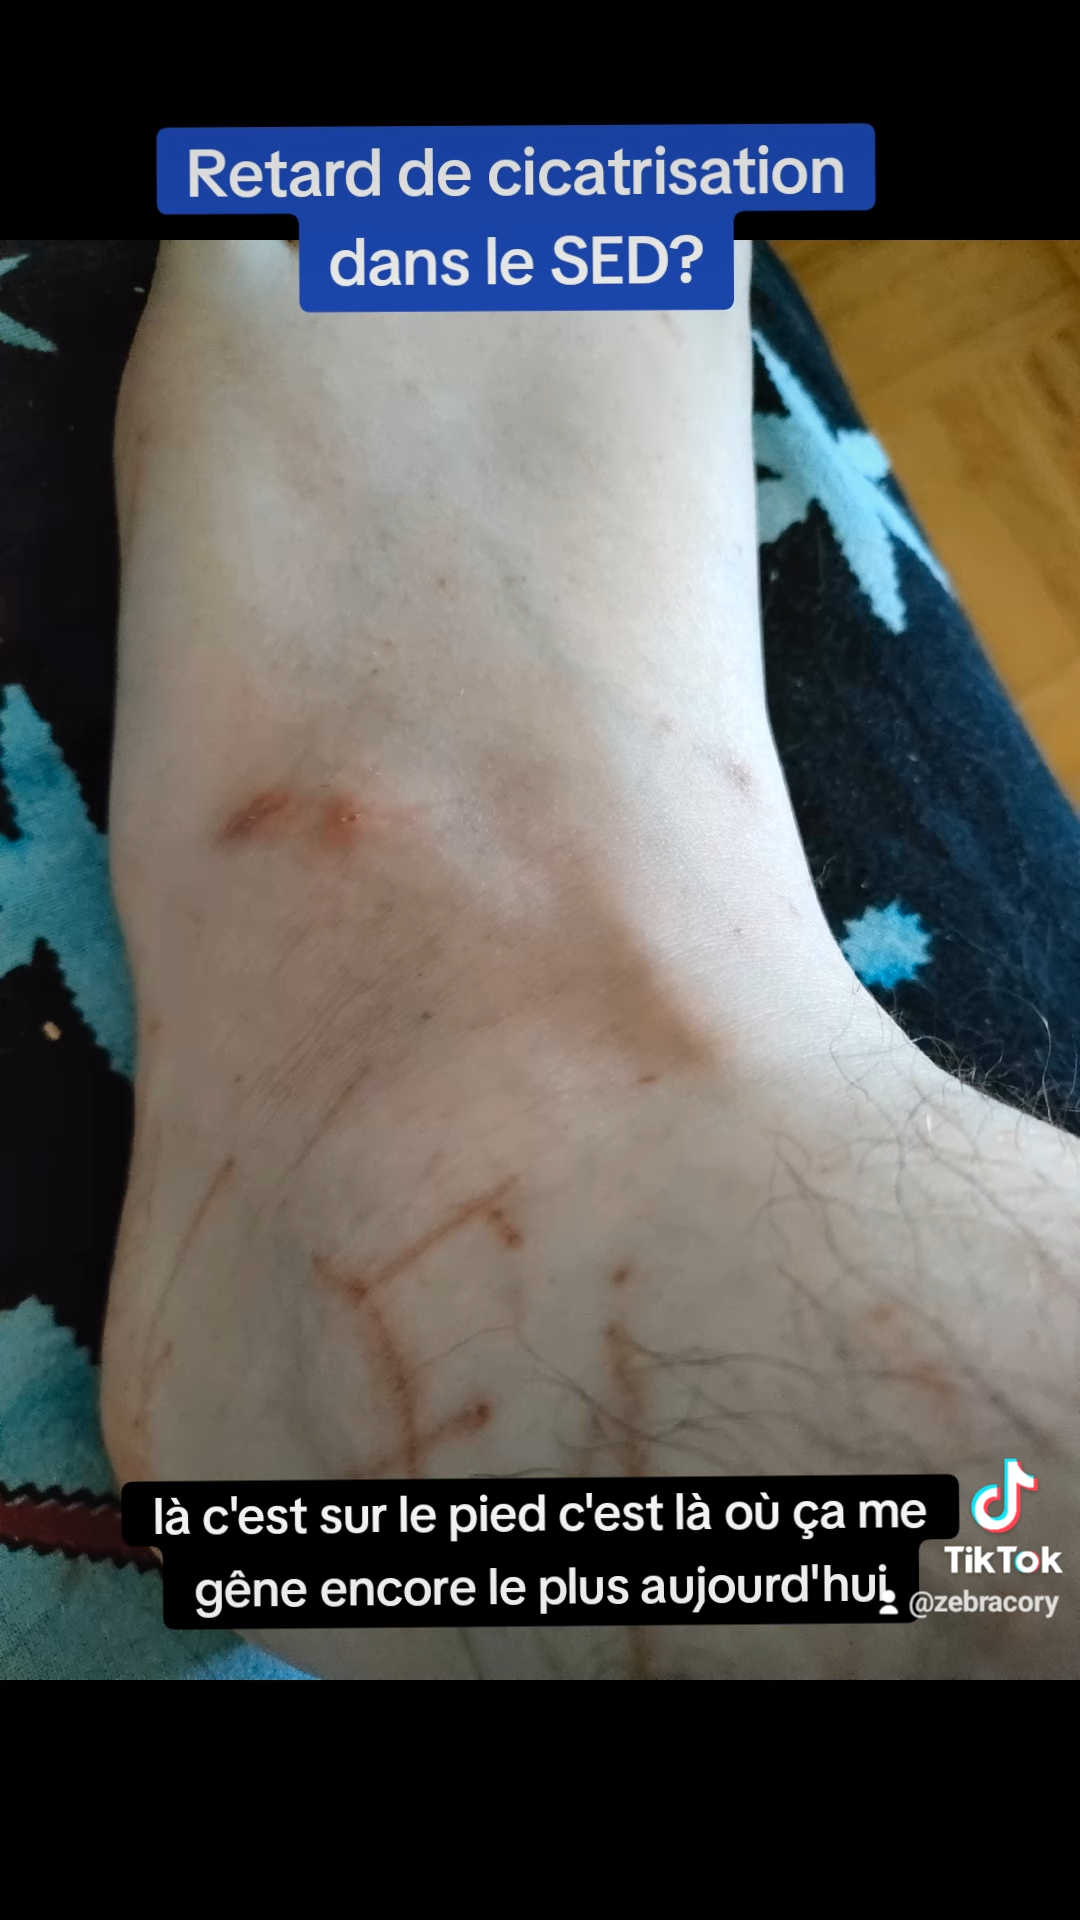 Retard de cicatrisation
dans le SED?
là c'est sur le pied c'est là où ça me
gêne encore le plus aujourd'hui
TikTok
@zebracory